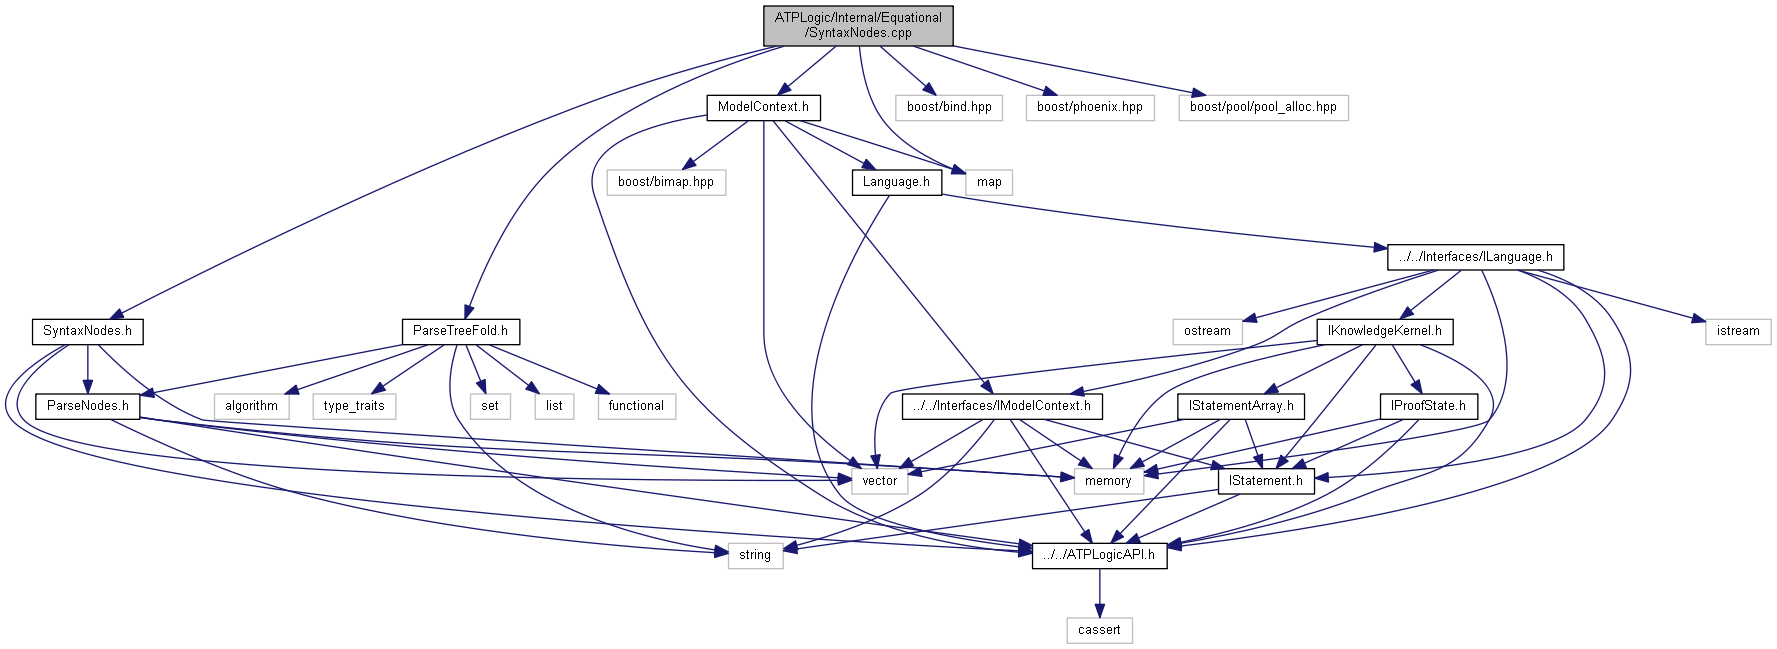 ATPLogic/Internal/Equational
/SyntaxNodes.cpp
ModelContext.h
boost/bind.hpp
boost/phoenix.hpp
boost/pool/pool_alloc.hpp
boost/bimap.hpp
Language.h
map
../../Interfaces/ILanguage.h
SyntaxNodes.h
ParseTreeFold.h
ostream
IKnowledgeKernel.h
istream
ParseNodes.h
algorithm
type_traits
set
list
functional
../../Interfaces/IModelContext.h
IStatementArray.h
IProofState.h
vector
memory
IStatement.h
string
../../ATPLogicAPI.h
cassert